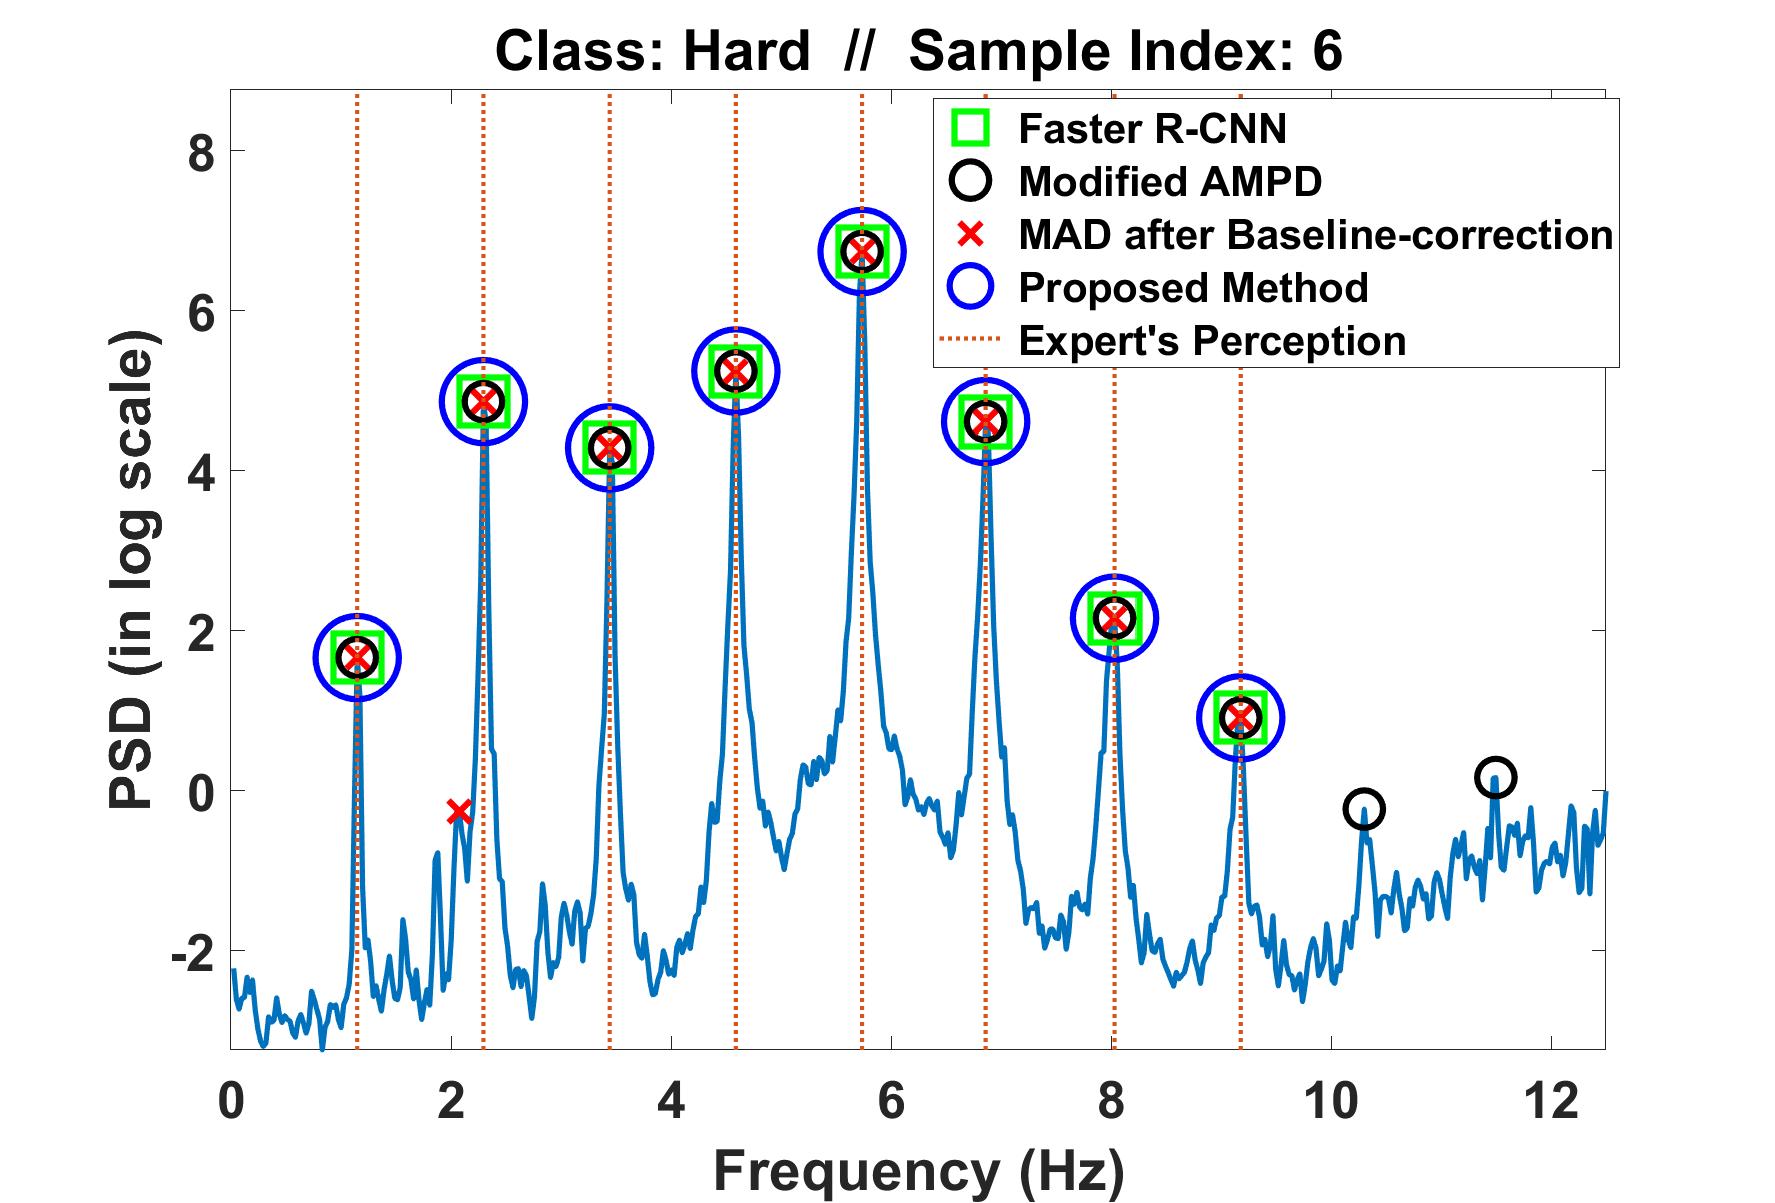 Class: Hard // Sample Index: 6
Faster R-CNN
Modified AMPD
MAD after Baseline-correction
Proposed Method
Expert's Perception
PSD (in log scale)
8
6
4
2
0
-2
0 2 4 6 8 10 12
Frequency (Hz)